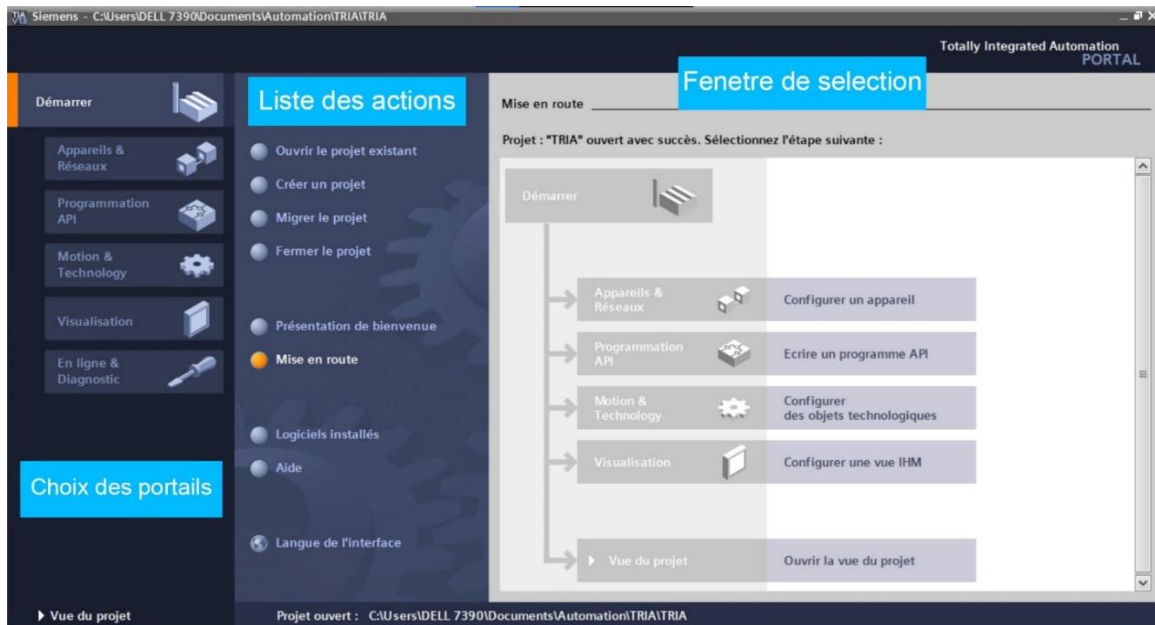 Siemens - C:\Users\DELL 7390\Documents\Automation\TRIA\TRIA
Totally Integrated Automation
PORTAL
Démarrer
Appareils &
Réseaux
Programmation
API
Motion &
Technology
Visualisation
En ligne &
Diagnostic
Choix des portails
Vue du projet
Liste des actions
Ouvrir le projet existant
Créer un projet
Migrer le projet
Fermer le projet
Présentation de bienvenue
Mise en route
Logiciels installés
Aide
Langue de l'interface
Fenetre de selection
Mise en route
Projet : "TRIA" ouvert avec succès. Sélectionnez l'étape suivante :
Démarrer
Appareils &
Réseaux
Configurer un appareil
Programmation
API
Ecrire un programme API
Motion &
Technology
Configurer
des objets technologiques
Visualisation
Configurer une vue IHM
Vue du projet
Ouvrir la vue du projet
Projet ouvert : C:\Users\DELL 7390\Documents\Automation\TRIA\TRIA